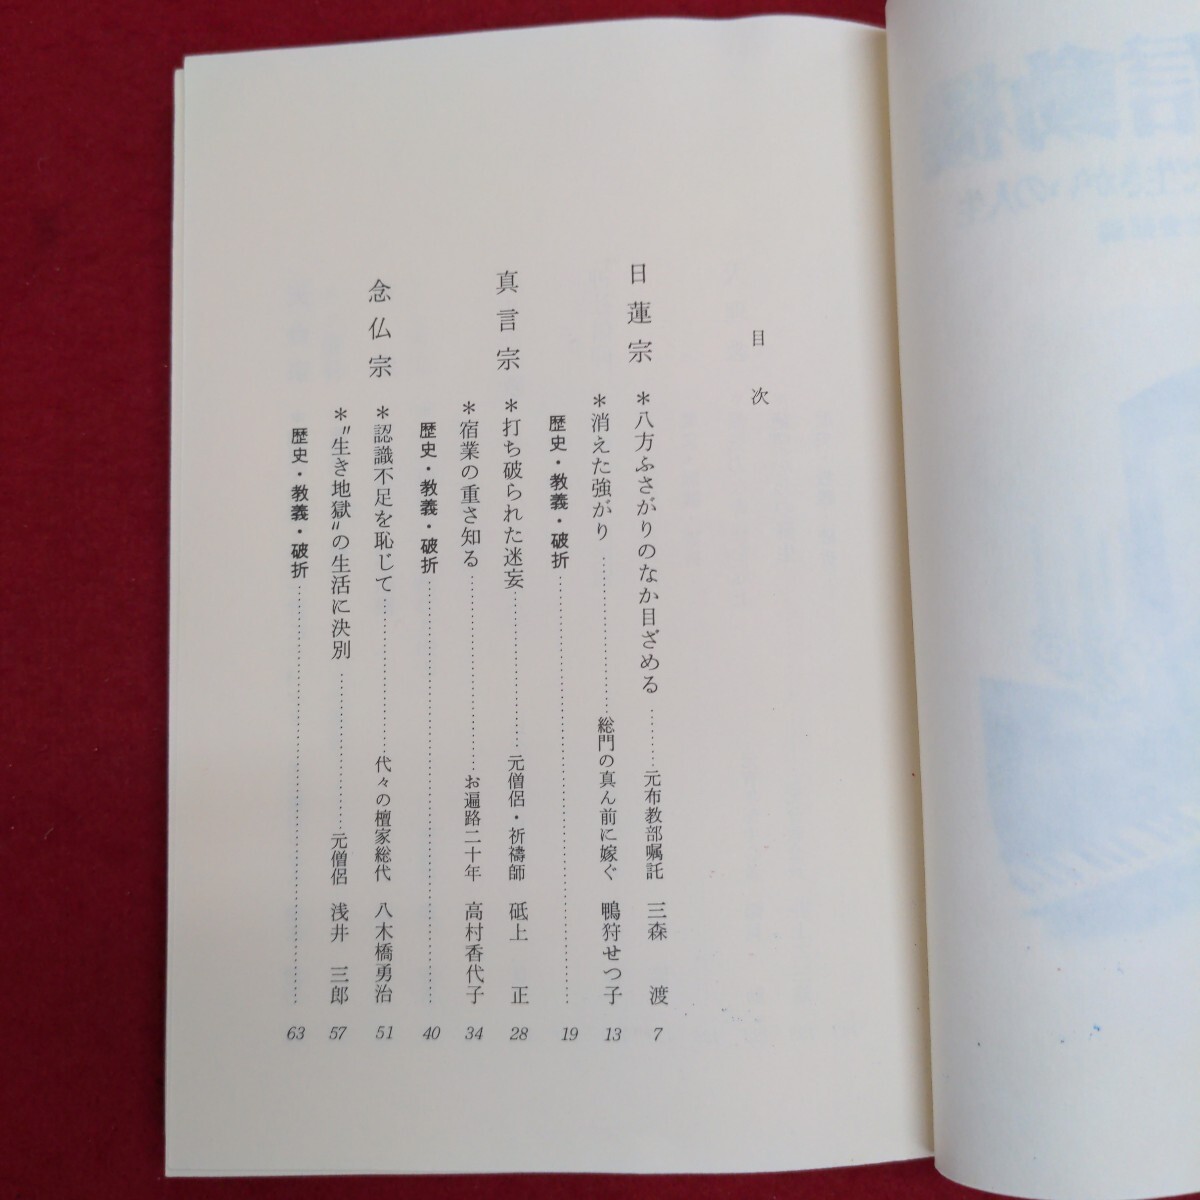 目次
日蓮宗 *八方ふさがりのなか目ざめる………元布教部嘱託 三森 渡 7
*消えた強がり………総門の真ん前に嫁ぐ 鴨狩せつ子 13
歴史・教義・破折………19
真言宗 *打ち破られた迷妄………元僧侶・祈禱師 砥上 正 28
*宿業の重さ知る………お遍路二十年 高村香代子 34
歴史・教義・破折………40
念仏宗 *認識不足を恥じて………代々の檀家総代 八木橋勇治 51
*〝生き地獄〟の生活に決別………元僧侶 浅井 三郎 57
歴史・教義・破折………63